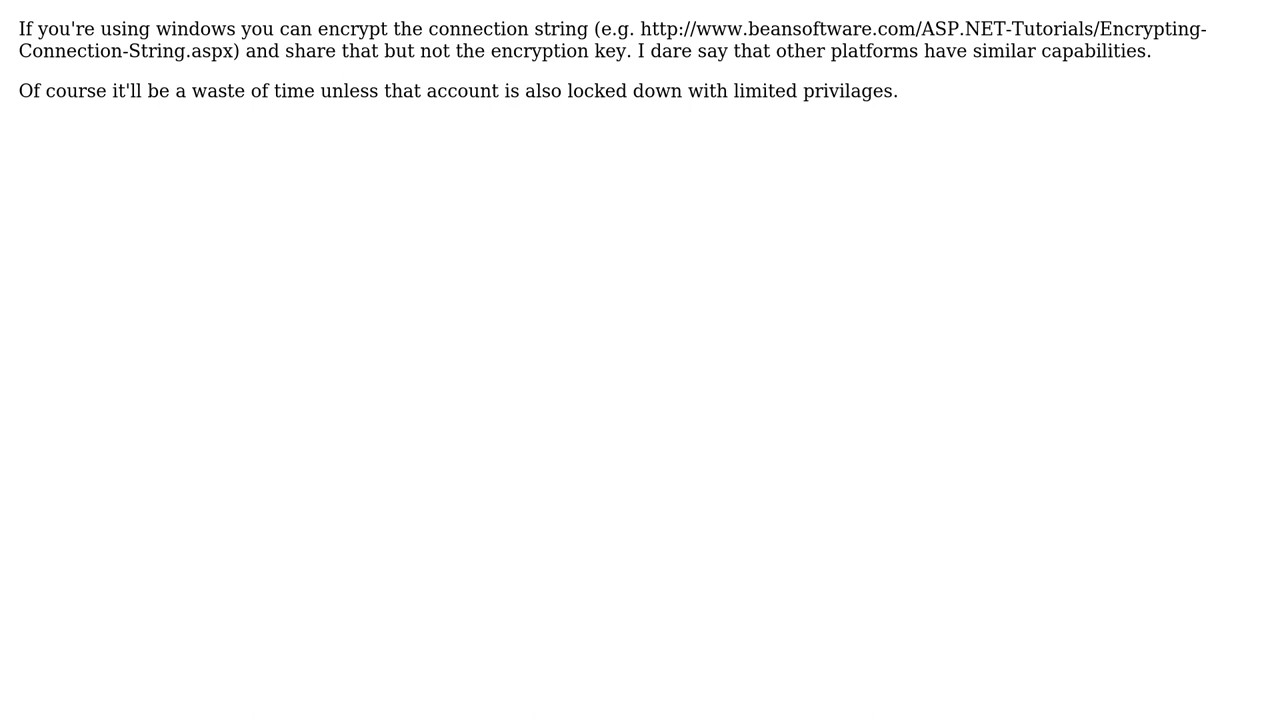 If you're using windows you can encrypt the connection string (e.g. http://www.beansoftware.com/ASP.NET-Tutorials/Encrypting-
Connection-String.aspx) and share that but not the encryption key. I dare say that other platforms have similar capabilities.
Of course it'll be a waste of time unless that account is also locked down with limited privilages.